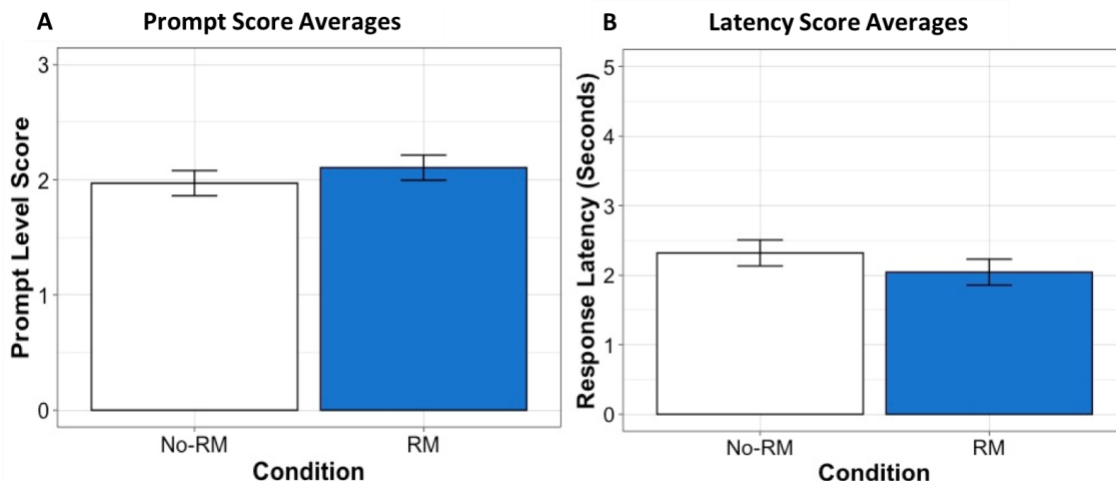 A Prompt Score Averages
Prompt Level Score
3
2
1
0
No-RM RM
Condition
B Latency Score Averages
Response Latency (Seconds)
5
4
3
2
1
0
No-RM RM
Condition